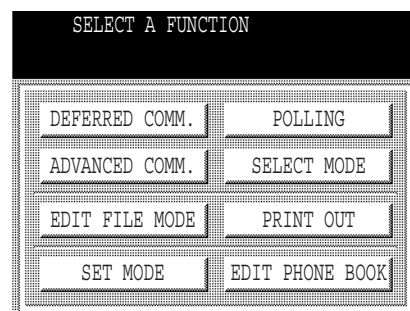 SELECT A FUNCTION
DEFERRED COMM. POLLING
ADVANCED COMM. SELECT MODE
EDIT FILE MODE PRINT OUT
SET MODE EDIT PHONE BOOK